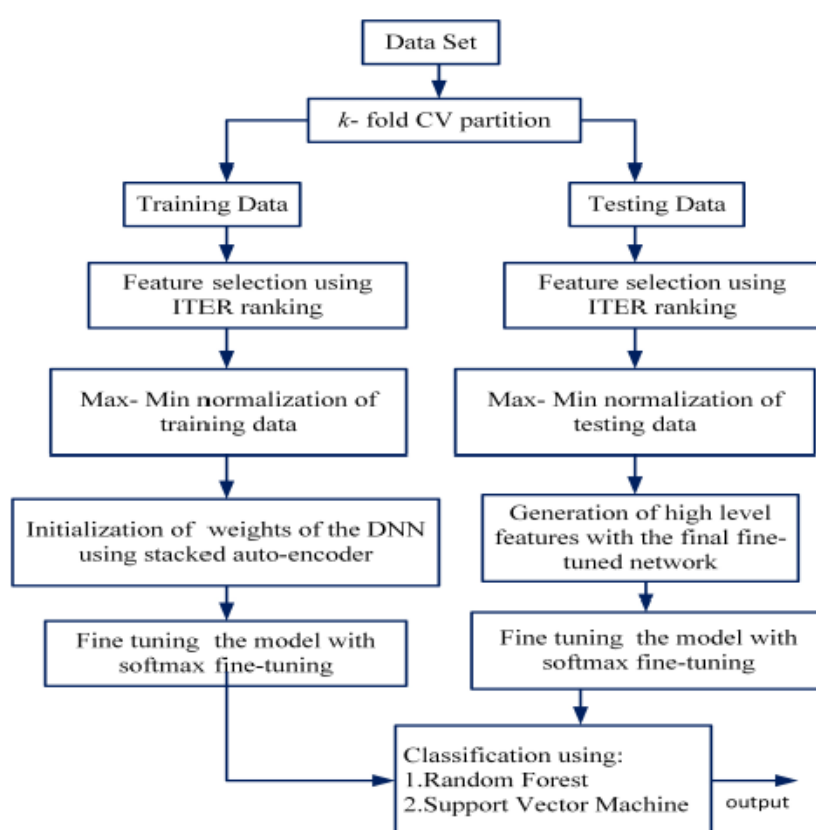 Data Set
k- fold CV partition
Training Data
Testing Data
Feature selection using
ITER ranking
Feature selection using
ITER ranking
Max- Min normalization of
training data
Max- Min normalization of
testing data
Initialization of weights of the DNN
using stacked auto-encoder
Generation of high level
features with the final fine-
tuned network
Fine tuning the model with
softmax fine-tuning
Fine tuning the model with
softmax fine-tuning
Classification using:
1.Random Forest
2.Support Vector Machine
output